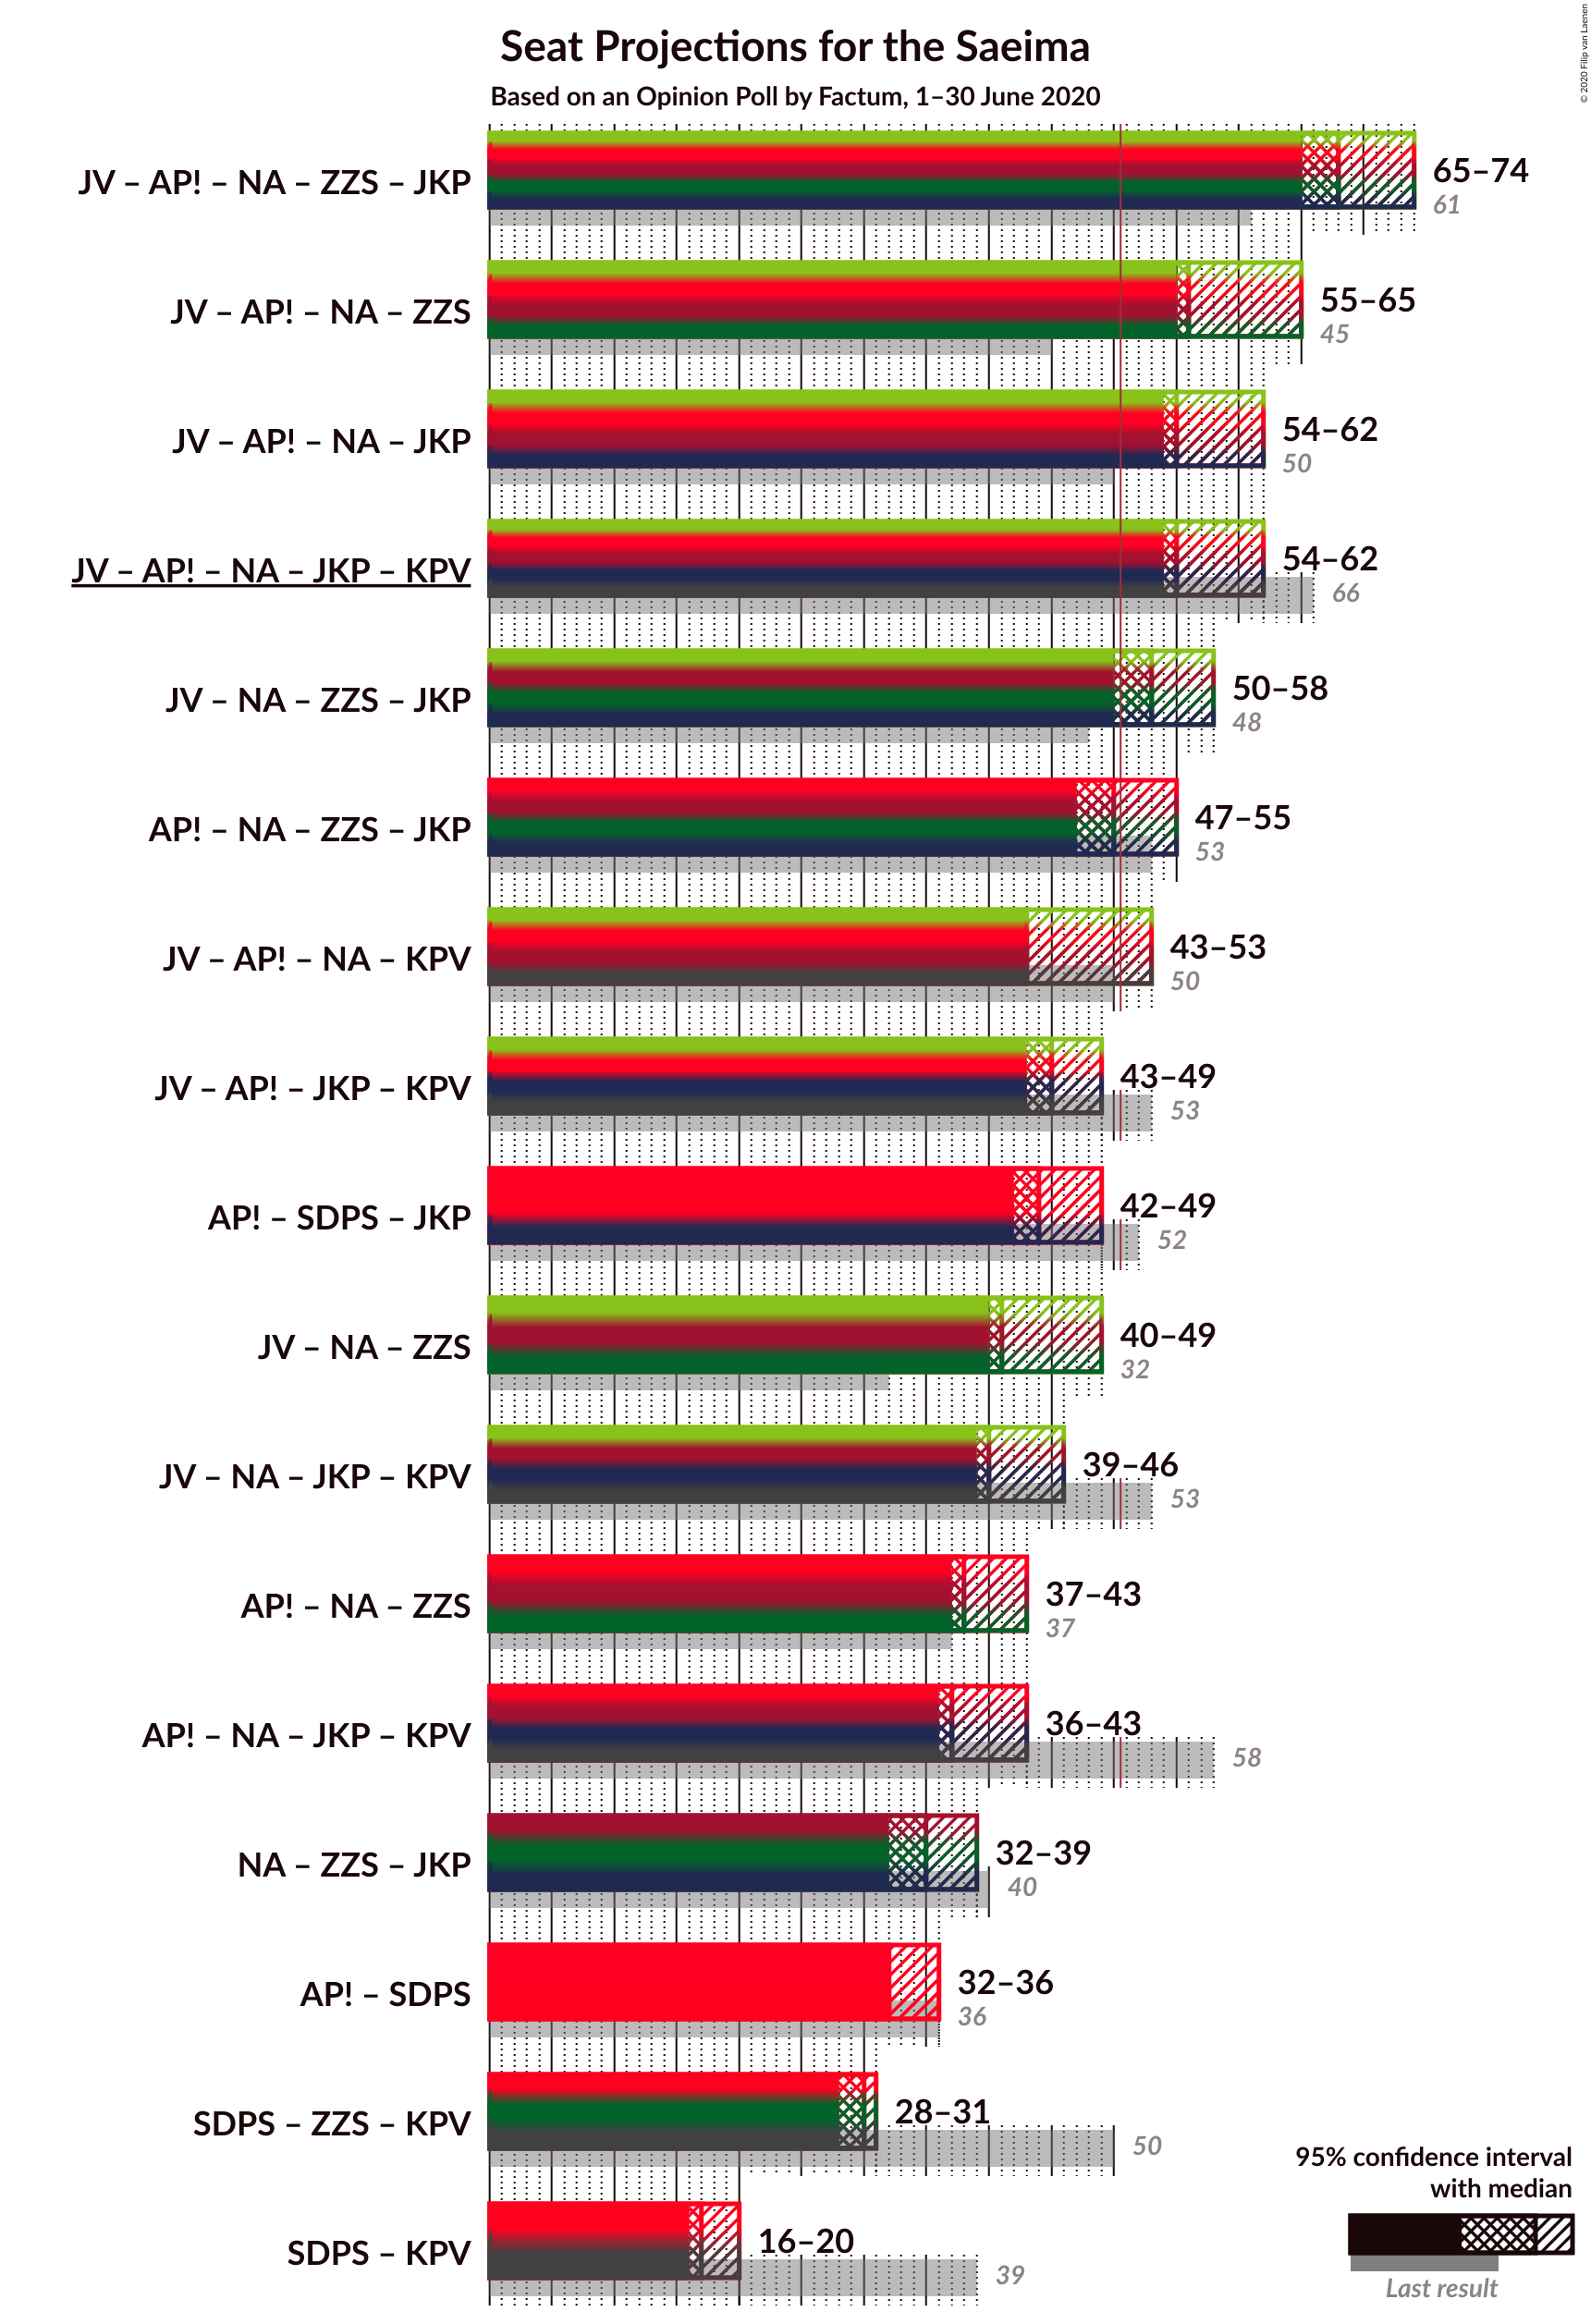 Seat Projections for the Saeima
Based on an Opinion Poll by Factum, 1–30 June 2020
© 2020 Filip van Laenen
JV – AP! – NA – ZZS – JKP
65–74
61
JV – AP! – NA – ZZS
55–65
45
JV – AP! – NA – JKP
54–62
50
JV – AP! – NA – JKP – KPV
54–62
66
JV – NA – ZZS – JKP
50–58
48
AP! – NA – ZZS – JKP
47–55
53
JV – AP! – NA – KPV
43–53
50
JV – AP! – JKP – KPV
43–49
53
AP! – SDPS – JKP
42–49
52
JV – NA – ZZS
40–49
32
JV – NA – JKP – KPV
39–46
53
AP! – NA – ZZS
37–43
37
AP! – NA – JKP – KPV
36–43
58
NA – ZZS – JKP
32–39
40
AP! – SDPS
32–36
36
SDPS – ZZS – KPV
28–31
50
SDPS – KPV
16–20
39
95% confidence interval
with median
Last result